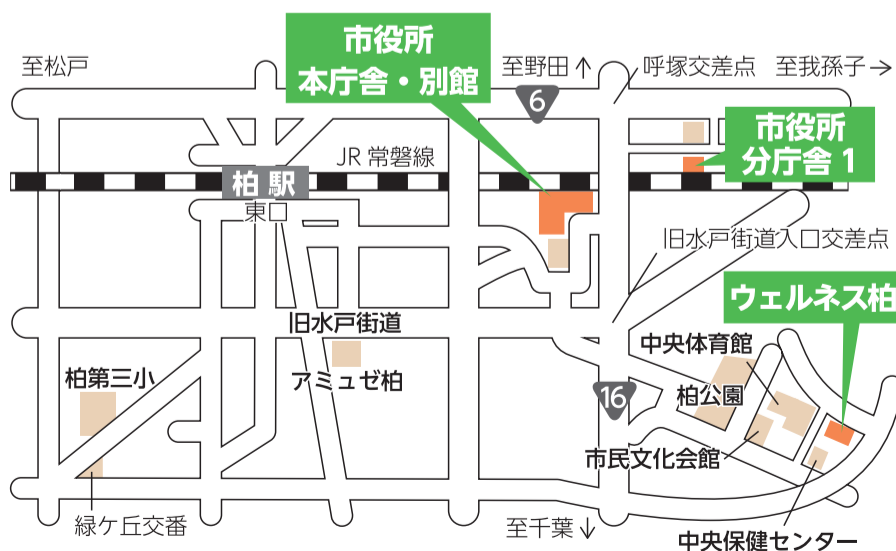 至松戸
市役所
本庁舎・別館
至野田↑
呼塚交差点
至我孫子→
6
市役所
分庁舎1
JR常磐線
柏駅
東口
旧水戸街道入口交差点
ウェルネス柏
旧水戸街道
中央体育館
柏第三小
アミュゼ柏
16
柏公園
市民文化会館
緑ケ丘交番
至千葉↓
中央保健センター